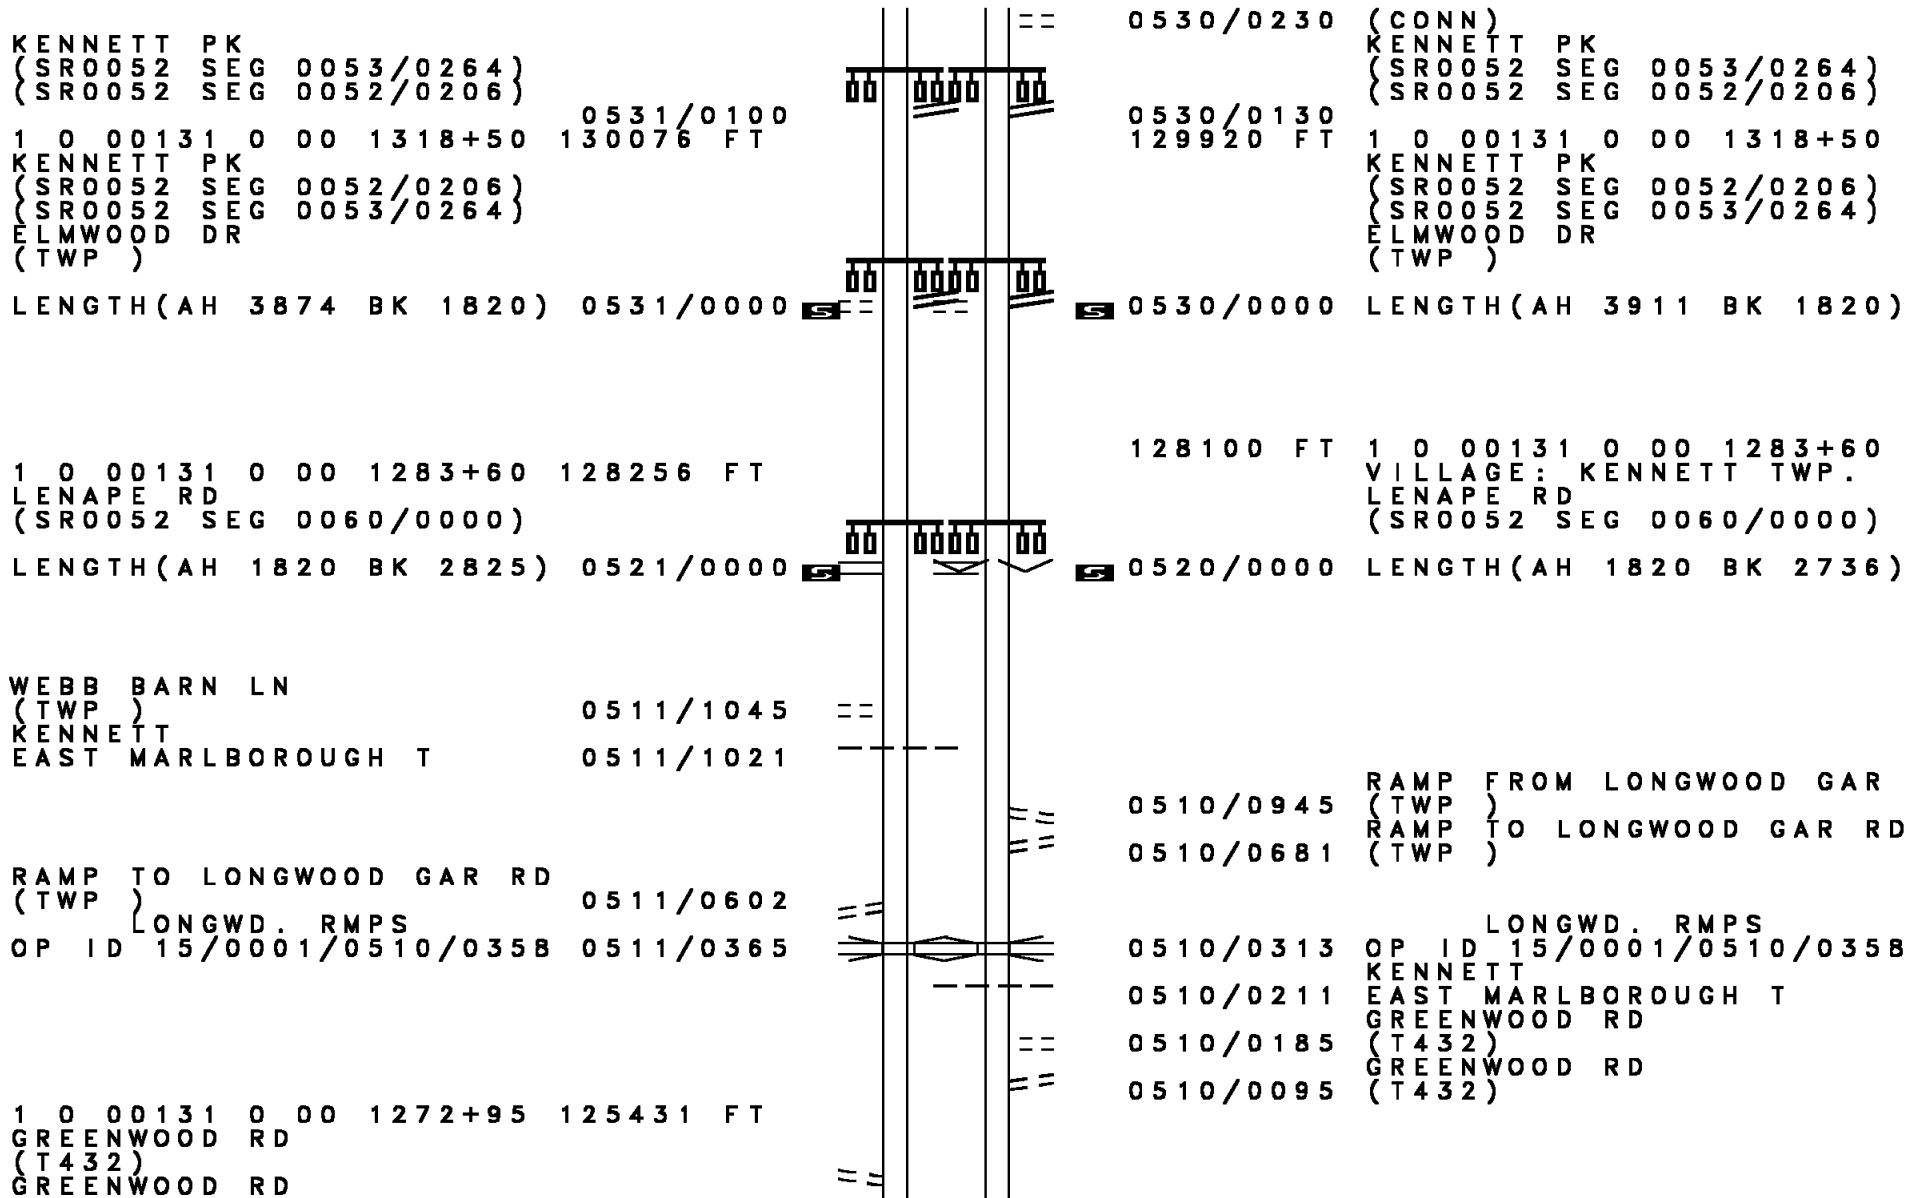 0530/0230 (CONN)
KENNETT PK KENNETT PK
(SR0052 SEG 0053/0264) (SR0052 SEG 0053/0264)
(SR0052 SEG 0052/0206) (SR0052 SEG 0052/0206)
0531/0100 0530/0130
1 0 00131 0 00 1318+50 130076 FT 129920 FT 1 0 00131 0 00 1318+50
KENNETT PK KENNETT PK
(SR0052 SEG 0052/0206) (SR0052 SEG 0052/0206)
(SR0052 SEG 0053/0264) (SR0052 SEG 0053/0264)
ELMWOOD DR ELMWOOD DR
(TWP ) (TWP )
LENGTH(AH 3874 BK 1820) 0531/0000 S S 0530/0000 LENGTH(AH 3911 BK 1820)
128100 FT 1 0 00131 0 00 1283+60
1 0 00131 0 00 1283+60 128256 FT VILLAGE: KENNETT TWP.
LENAPE RD LENAPE RD
(SR0052 SEG 0060/0000) (SR0052 SEG 0060/0000)
LENGTH(AH 1820 BK 2825) 0521/0000 S S 0520/0000 LENGTH(AH 1820 BK 2736)
WEBB BARN LN
(TWP ) 0511/1045
KENNETT
EAST MARLBOROUGH T 0511/1021
RAMP FROM LONGWOOD GAR
0510/0945 (TWP )
RAMP TO LONGWOOD GAR RD
0510/0681 (TWP )
RAMP TO LONGWOOD GAR RD
(TWP ) 0511/0602
LONGWD. RMPS LONGWD. RMPS
OP ID 15/0001/0510/0358 0511/0365 0510/0313 OP ID 15/0001/0510/0358
KENNETT
0510/0211 EAST MARLBOROUGH T
GREENWOOD RD
0510/0185 (T432)
GREENWOOD RD
0510/0095 (T432)
1 0 00131 0 00 1272+95 125431 FT
GREENWOOD RD
(T432)
GREENWOOD RD